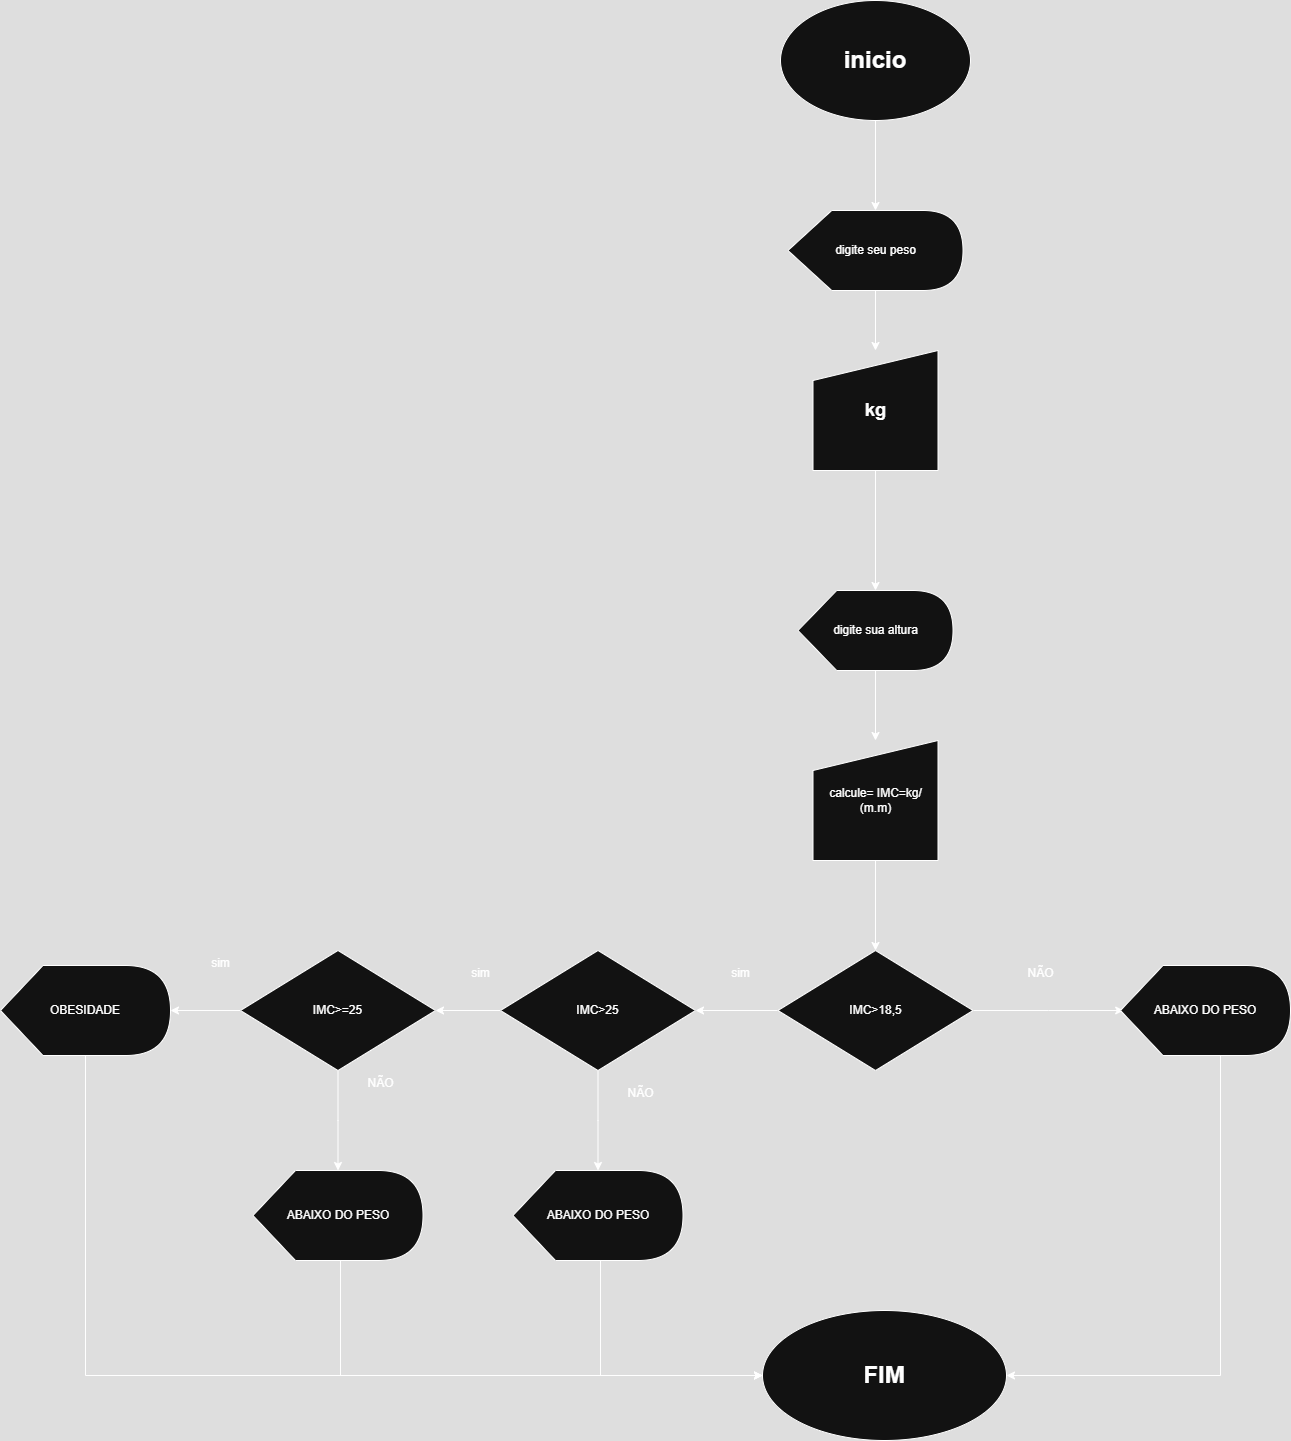 inicio
digite seu peso
kg
digite sua altura
calcule= IMC=kg/
(m.m)
sim
sim
sim
NÃO
OBESIDADE
IMC>=25
IMC>25
IMC>18,5
ABAIXO DO PESO
NÃO
NÃO
ABAIXO DO PESO
ABAIXO DO PESO
FIM